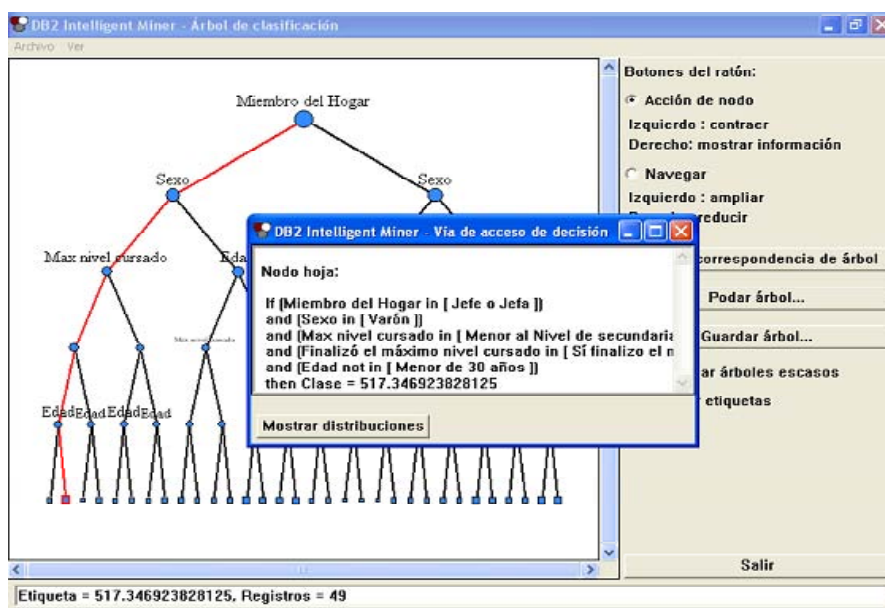 DB2 Intelligent Miner - Árbol de clasificación
Archivo Ver
Miembro del Hogar
Sexo
Sexo
Max nivel cursado
Eda
Max nivel cursado
Edad
Edad
Edad
Edad
Botones del ratón:
Acción de nodo
Izquierdo : contraer
Derecho: mostrar información
Navegar
Izquierdo : ampliar
reducir
correspondencia de árbol
Podar árbol...
Guardar árbol...
ar árboles escasos
etiquetas
Salir
DB2 Intelligent Miner - Vía de acceso de decisión
Nodo hoja:
If (Miembro del Hogar in [ Jefe o Jefa ])
and (Sexo in [ Varón ])
and (Max nivel cursado in [ Menor al Nivel de secundaria
and (Finalizó el máximo nivel cursado in [ Sí finalizo el n
and (Edad not in [ Menor de 30 años ])
then Clase = 517.346923828125
Mostrar distribuciones
Etiqueta = 517.346923828125, Registros = 49